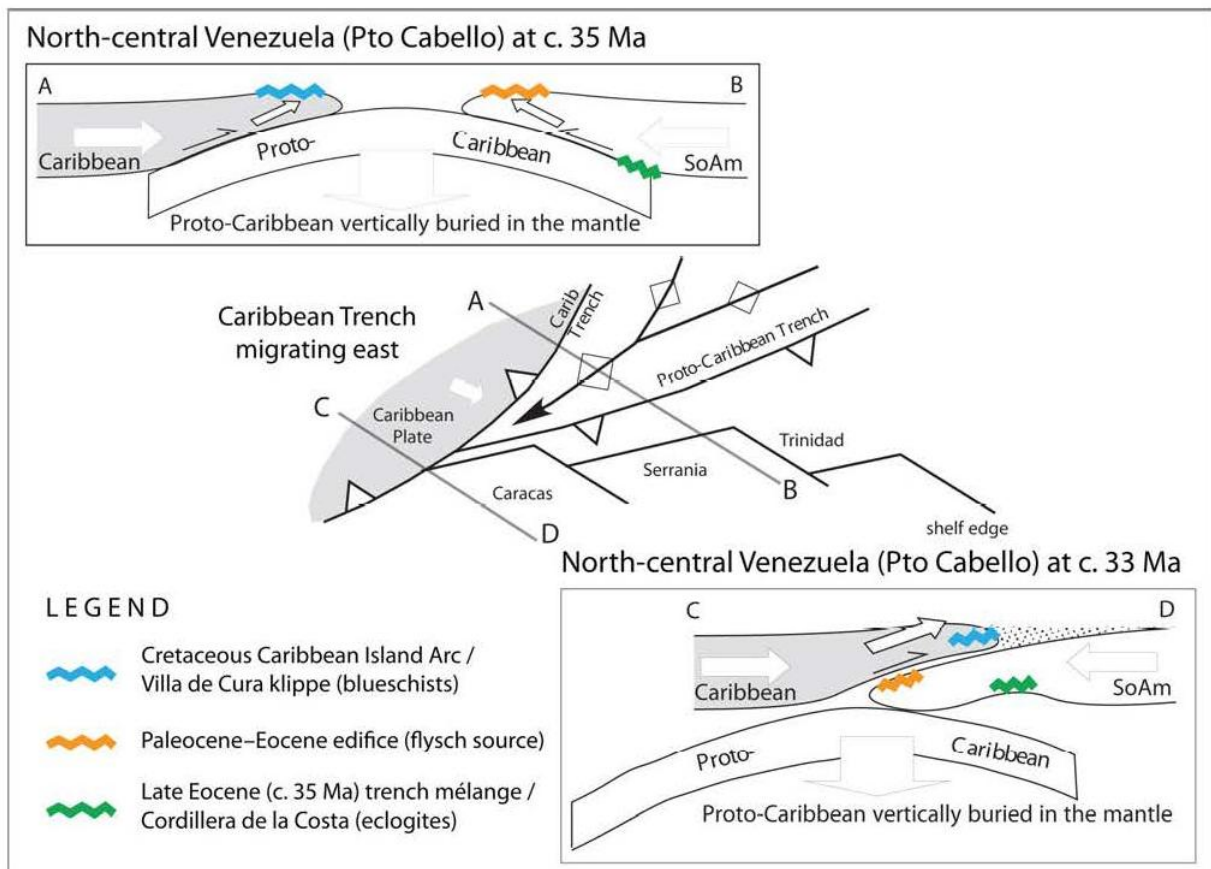 North-central Venezuela (Pto Cabello) at c. 35 Ma
A
B
Caribbean
Proto-
Caribbean
SoAm
Proto-Caribbean vertically buried in the mantle
Caribbean Trench
migrating east
A
Carib
Trench
Proto-Caribbean Trench
C
Caribbean
Plate
Trinidad
Serrania
B
Caracas
D
shelf edge
North-central Venezuela (Pto Cabello) at c. 33 Ma
C
D
Caribbean
SoAm
Proto-
Caribbean
Proto-Caribbean vertically buried in the mantle
LEGEND
Cretaceous Caribbean Island Arc /
Villa de Cura klippe (blueschists)
Paleocene–Eocene edifice (flysch source)
Late Eocene (c. 35 Ma) trench mélange /
Cordillera de la Costa (eclogites)